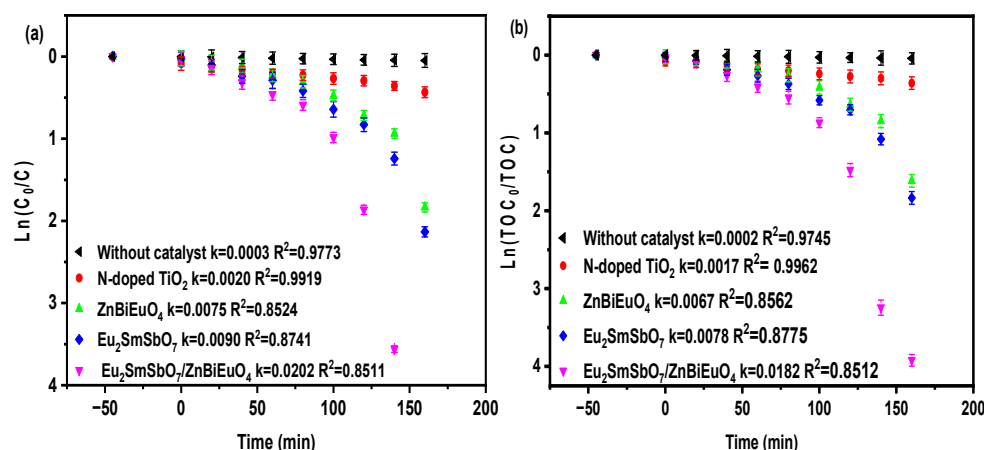 (a)
Ln (C₀/C)
0
1
2
3
4
Without catalyst k=0.0003 R²=0.9773
N-doped TiO₂ k=0.0020 R²=0.9919
ZnBiEuO₄ k=0.0075 R²=0.8524
Eu₂SmSbO₇ k=0.0090 R²=0.8741
Eu₂SmSbO₇/ZnBiEuO₄ k=0.0202 R²=0.8511
−50 0 50 100 150 200
Time (min)
(b)
Ln (TOC₀/TOC)
0
1
2
3
4
Without catalyst k=0.0002 R²=0.9745
N-doped TiO₂ k=0.0017 R²= 0.9962
ZnBiEuO₄ k=0.0067 R²=0.8562
Eu₂SmSbO₇ k=0.0078 R²=0.8775
Eu₂SmSbO₇/ZnBiEuO₄ k=0.0182 R²=0.8512
−50 0 50 100 150 200
Time (min)